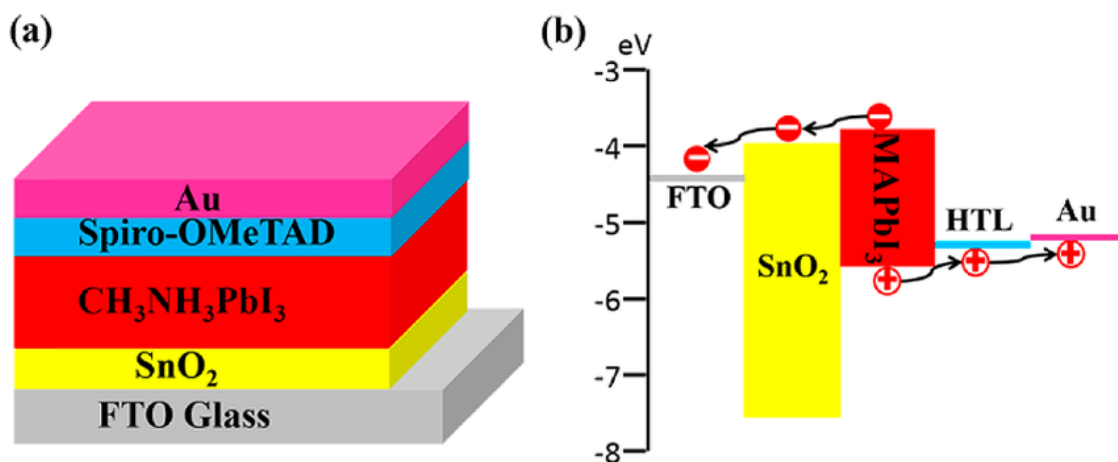 (a)
Au
Spiro-OMeTAD
CH₃NH₃PbI₃
SnO₂
FTO Glass
(b)
eV
-3
-4
-5
-6
-7
-8
FTO
SnO₂
MAPbI₃
HTL
Au